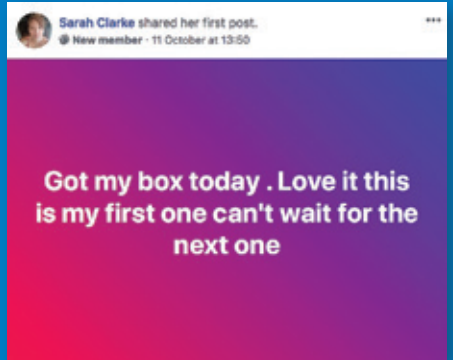 Sarah Clarke shared her first post.
New member · 11 October at 13:50
Got my box today . Love it this
is my first one can't wait for the
next one